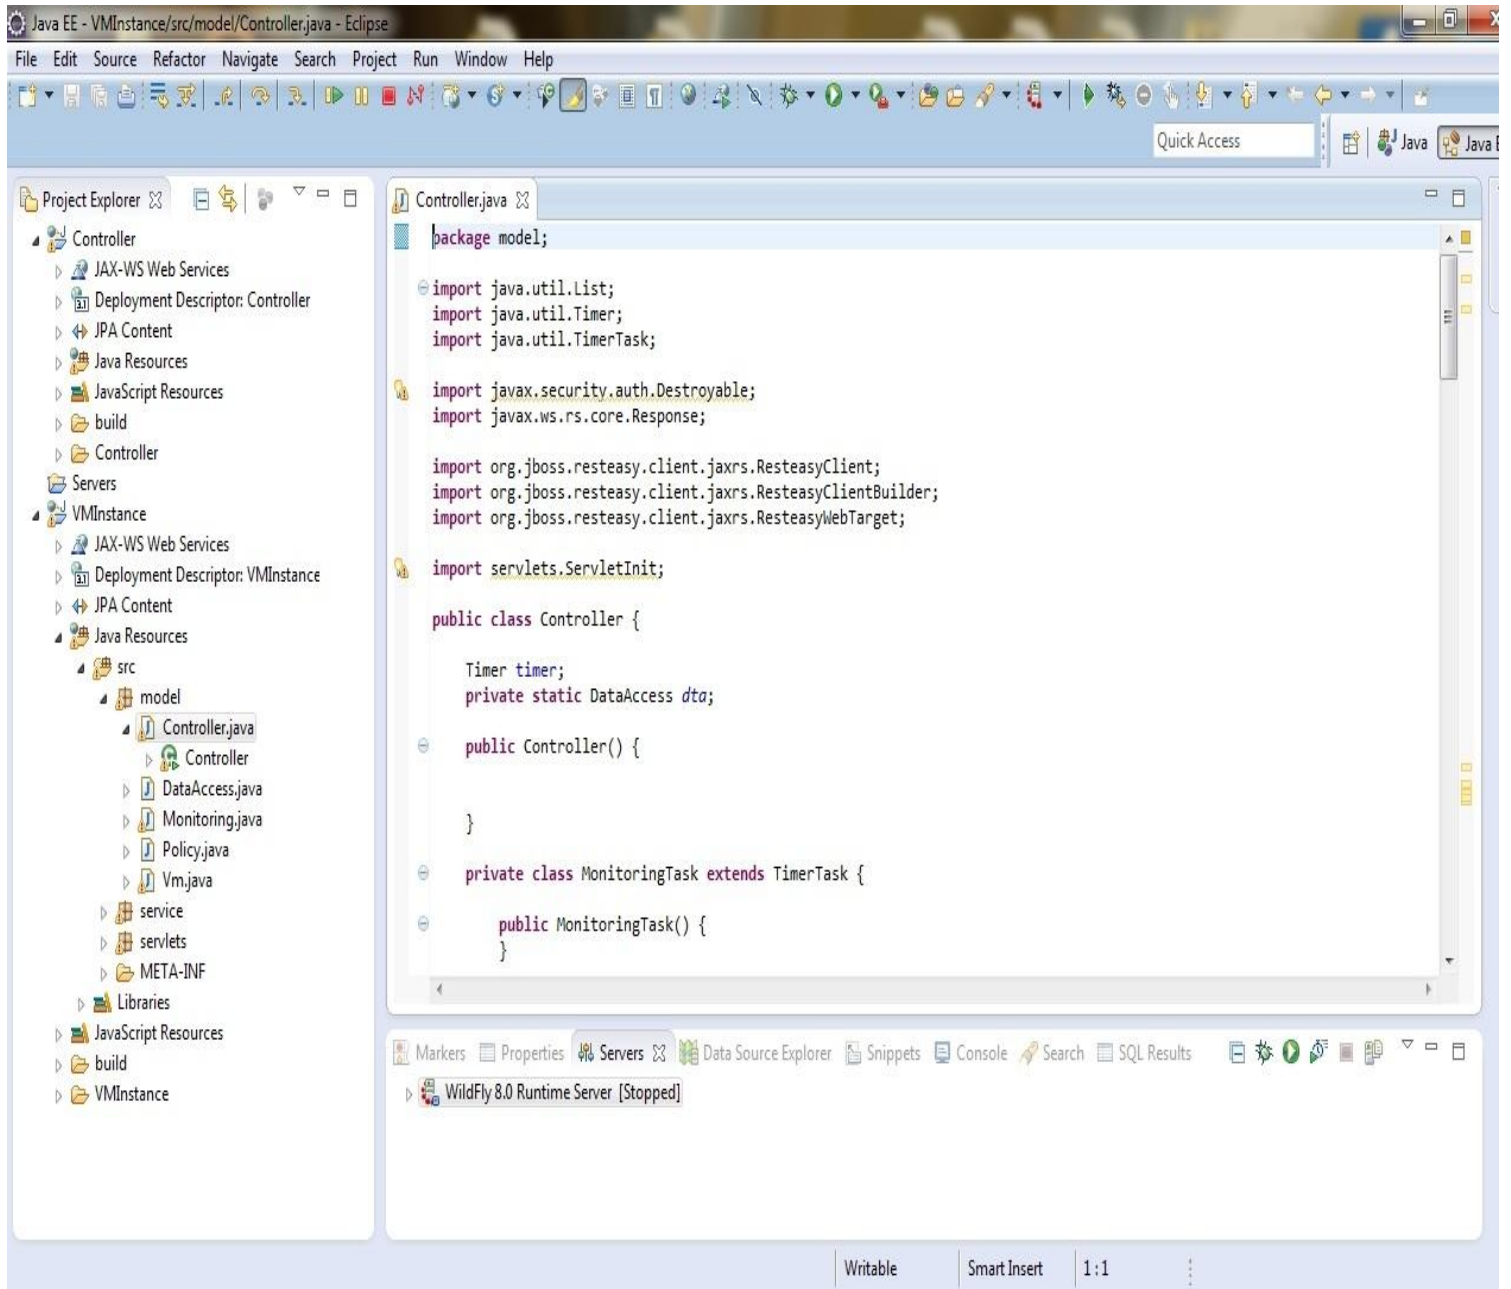 Java EE - VMInstance/src/model/Controller.java - Eclipse
File Edit Source Refactor Navigate Search Project Run Window Help
Quick Access
Java
Java E
Project Explorer
Controller
JAX-WS Web Services
3.1 Deployment Descriptor: Controller
JPA Content
Java Resources
JavaScript Resources
build
Controller
Servers
VMInstance
JAX-WS Web Services
3.1 Deployment Descriptor: VMInstance
JPA Content
Java Resources
src
model
Controller.java
Controller
DataAccess.java
Monitoring.java
Policy.java
Vm.java
service
servlets
META-INF
Libraries
JavaScript Resources
build
VMInstance
Controller.java
package model;
import java.util.List;
import java.util.Timer;
import java.util.TimerTask;
import javax.security.auth.Destroyable;
import javax.ws.rs.core.Response;
import org.jboss.resteasy.client.jaxrs.ResteasyClient;
import org.jboss.resteasy.client.jaxrs.ResteasyClientBuilder;
import org.jboss.resteasy.client.jaxrs.ResteasyWebTarget;
import servlets.ServletInit;
public class Controller {
Timer timer;
private static DataAccess dta;
public Controller() {
}
private class MonitoringTask extends TimerTask {
public MonitoringTask() {
}
Markers Properties Servers Data Source Explorer Snippets Console Search SQL Results
WildFly 8.0 Runtime Server [Stopped]
Writable Smart Insert 1 : 1